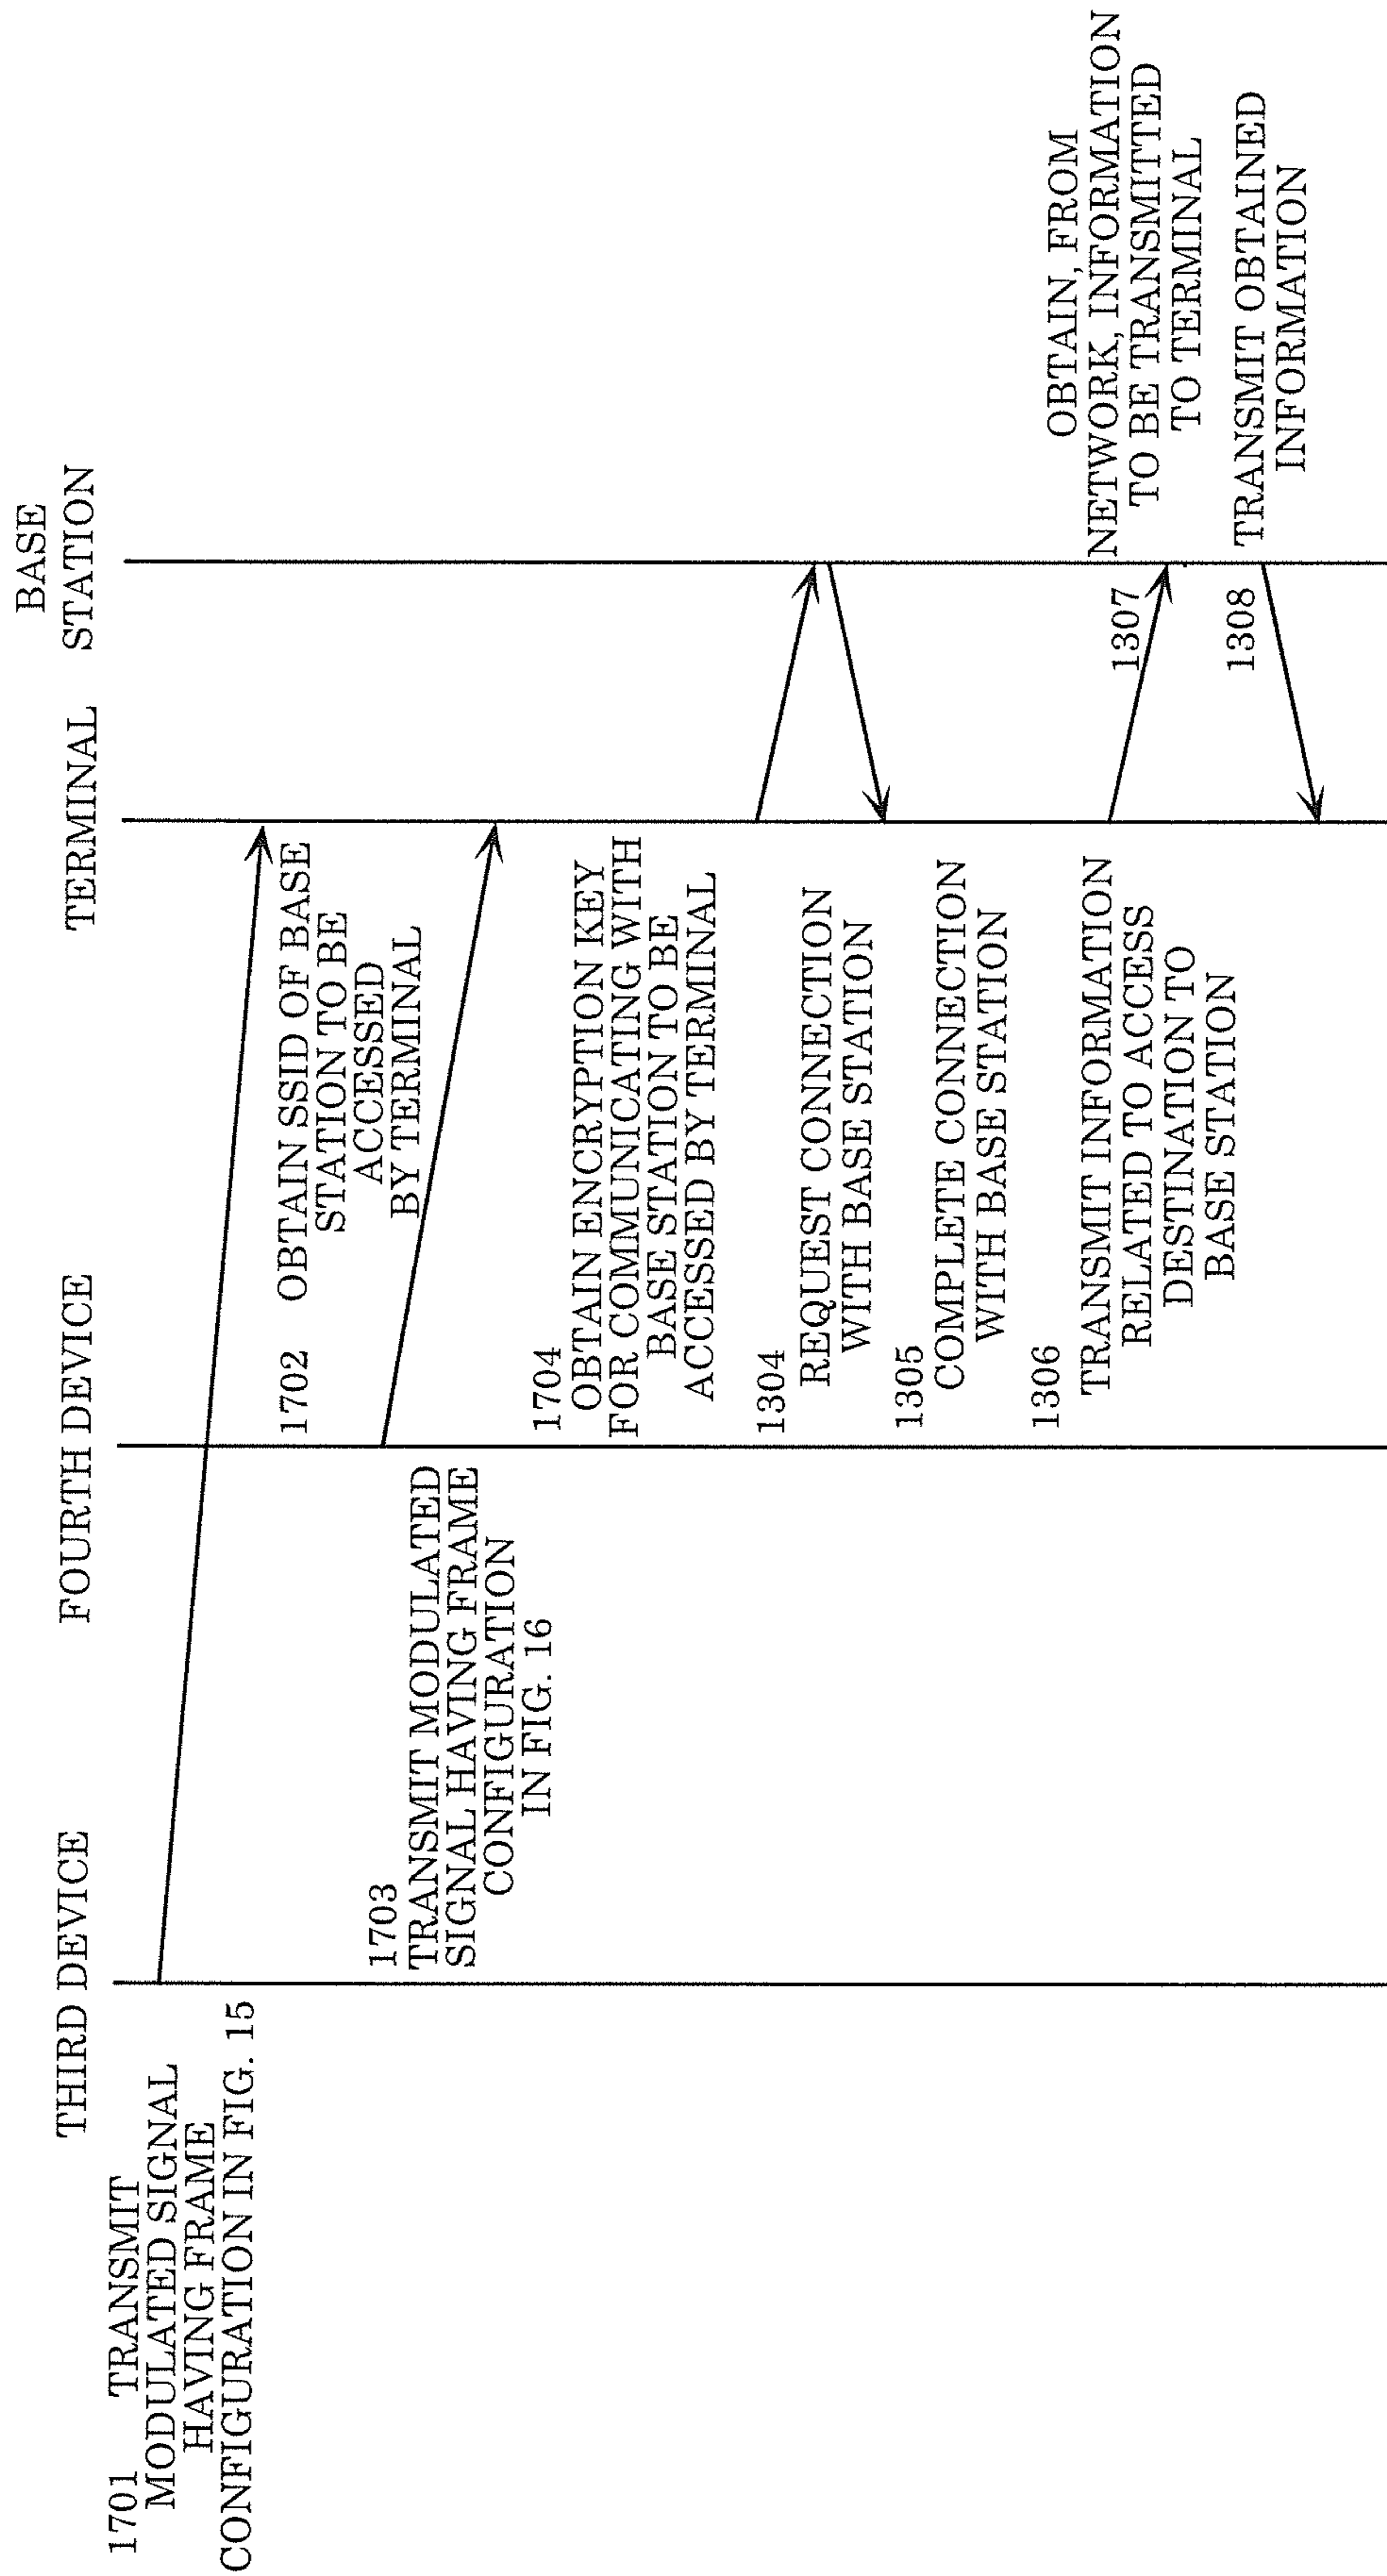 THIRD DEVICE
FOURTH DEVICE
TERMINAL
BASE
STATION
1701 TRANSMIT
MODULATED SIGNAL
HAVING FRAME
CONFIGURATION IN FIG. 15
1702 OBTAIN SSID OF BASE
STATION TO BE
ACCESSED
BY TERMINAL
1703
TRANSMIT MODULATED
SIGNAL HAVING FRAME
CONFIGURATION
IN FIG. 16
1704
OBTAIN ENCRYPTION KEY
FOR COMMUNICATING WITH
BASE STATION TO BE
ACCESSED BY TERMINAL
1304
REQUEST CONNECTION
WITH BASE STATION
1305
COMPLETE CONNECTION
WITH BASE STATION
1306
TRANSMIT INFORMATION
RELATED TO ACCESS
DESTINATION TO
BASE STATION
1307
OBTAIN, FROM
NETWORK, INFORMATION
TO BE TRANSMITTED
TO TERMINAL
1308
TRANSMIT OBTAINED
INFORMATION